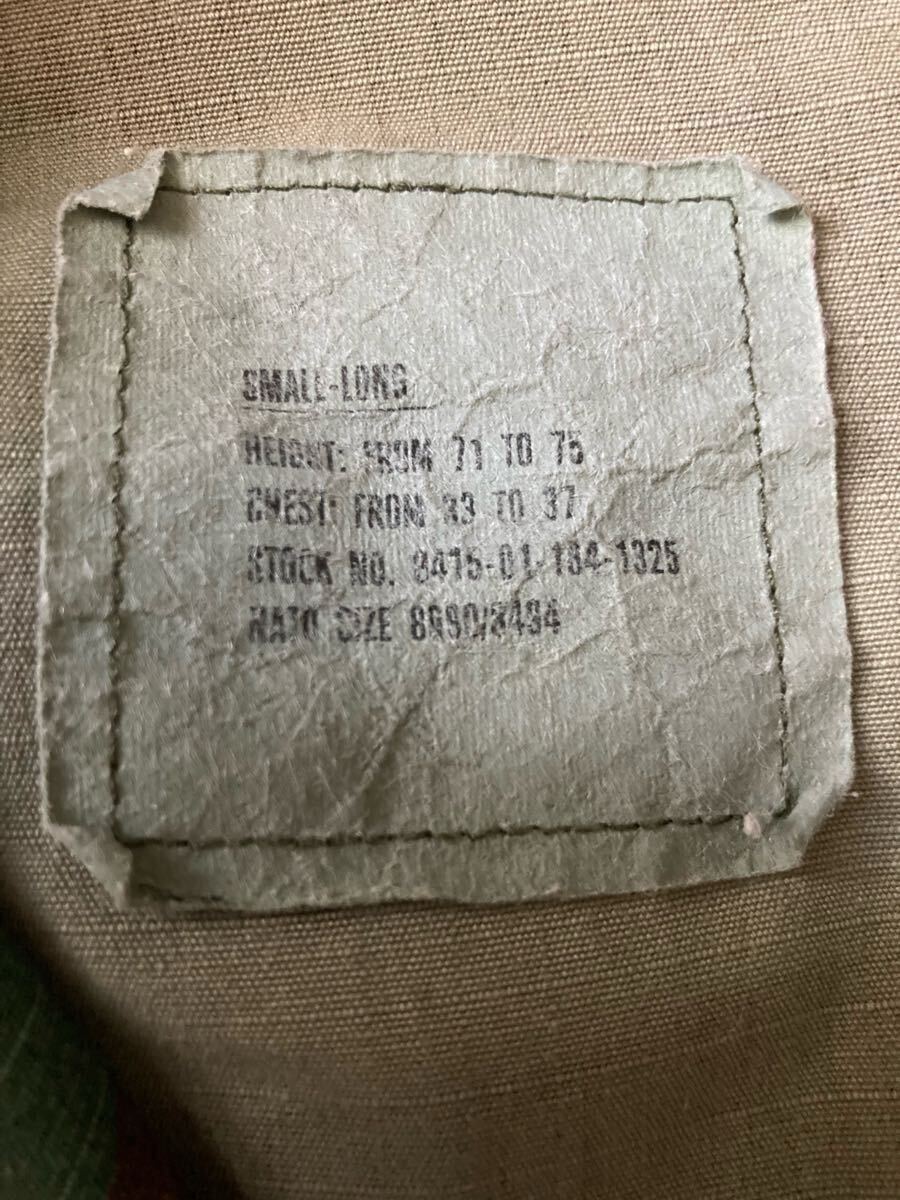 SMALL-LONG
HEIGHT: FROM 71 TO 75
CHEST: FROM 33 TO 37
STOCK NO. 8415-01-184-1325
NATO SIZE 8090/8494